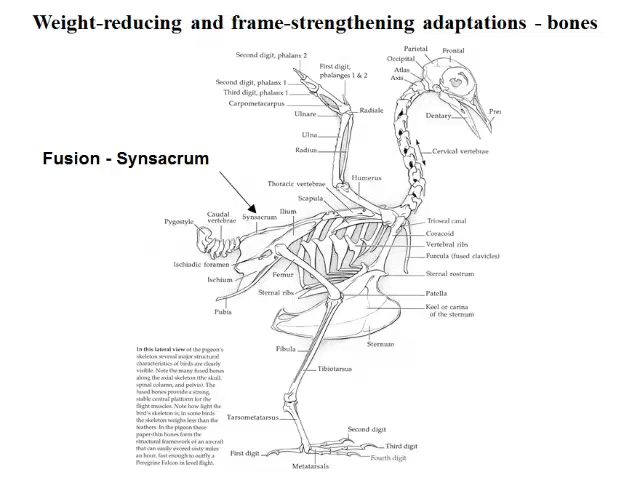 Weight-reducing and frame-strengthening adaptations - bones
Second digit, phalanx 2
First digit,
phalanges 1 & 2
Second digit, phalanx 1
Third digit, phalanx 1
Carpometacarpus
Ulnare
Radiale
Ulna
Radius
Parietal
Frontal
Occipital
Atlas
Axis
Dentary
Cervical vertebrae
Fusion - Synsacrum
Thoracic vertebrae
Humerus
Scapula
Ilium
Synsacrum
Caudal
vertebrae
Pygostyle
Ischiadic foramen
Ischium
Pubis
Femur
Sternal ribs
Trioseal canal
Coracoid
Vertebral ribs
Furcula (fused clavicles)
Sternal rostrum
Patella
Keel or carina
of the sternum
Sternum
Fibula
Tibiotarsus
Tarsometatarsus
Second digit
Third digit
Fourth digit
First digit
Metatarsals
In this lateral view of the pigeon's
skeleton several major structural
characteristics of birds are clearly
visible. Note the many fused bones
along the axial skeleton (the skull,
spinal column, and pelvis). The
fused bones provide a strong,
stable central platform for the
flight muscles. Note how light the
bird's skeleton is; in some birds
the skeleton weighs less than the
feathers. In the pigeon these
paper-thin bones form the
structural framework of an aircraft
that can easily exceed sixty miles
an hour, fast enough to outfly a
Peregrine Falcon in level flight.